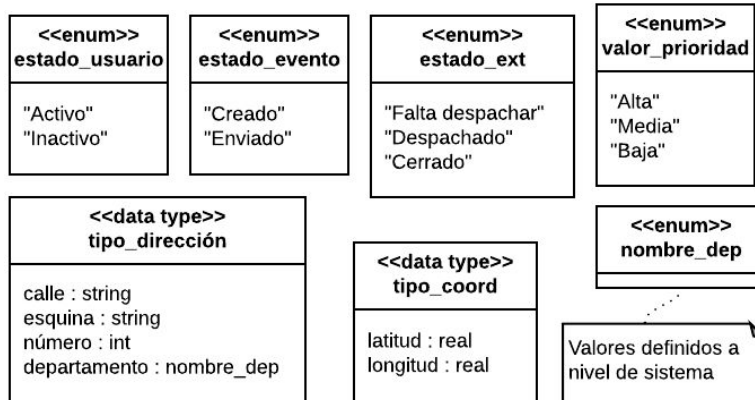 <<enum>>
estado_usuario
"Activo"
"Inactivo"
<<enum>>
estado_evento
"Creado"
"Enviado"
<<enum>>
estado_ext
"Falta despachar"
"Despachado"
"Cerrado"
<<enum>>
valor_prioridad
"Alta"
"Media"
"Baja"
<<data type>>
tipo_dirección
calle : string
esquina : string
número : int
departamento : nombre_dep
<<data type>>
tipo_coord
latitud : real
longitud : real
<<enum>>
nombre_dep
Valores definidos a
nivel de sistema